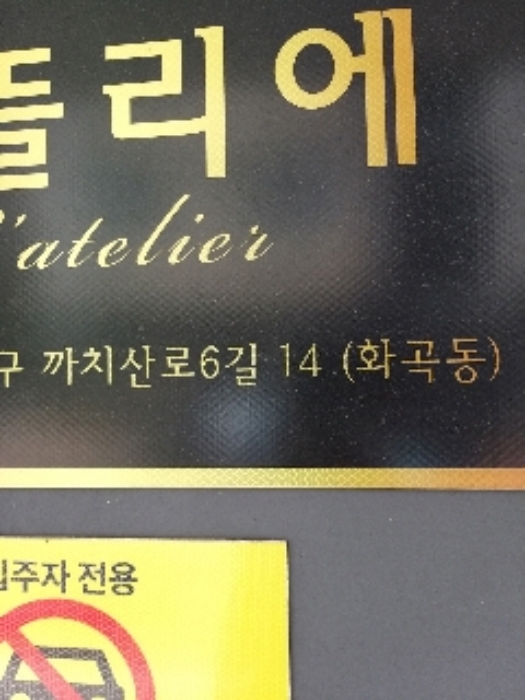 들리에
l'atelier
구 까치산로6길 14 (화곡동)
입주자 전용